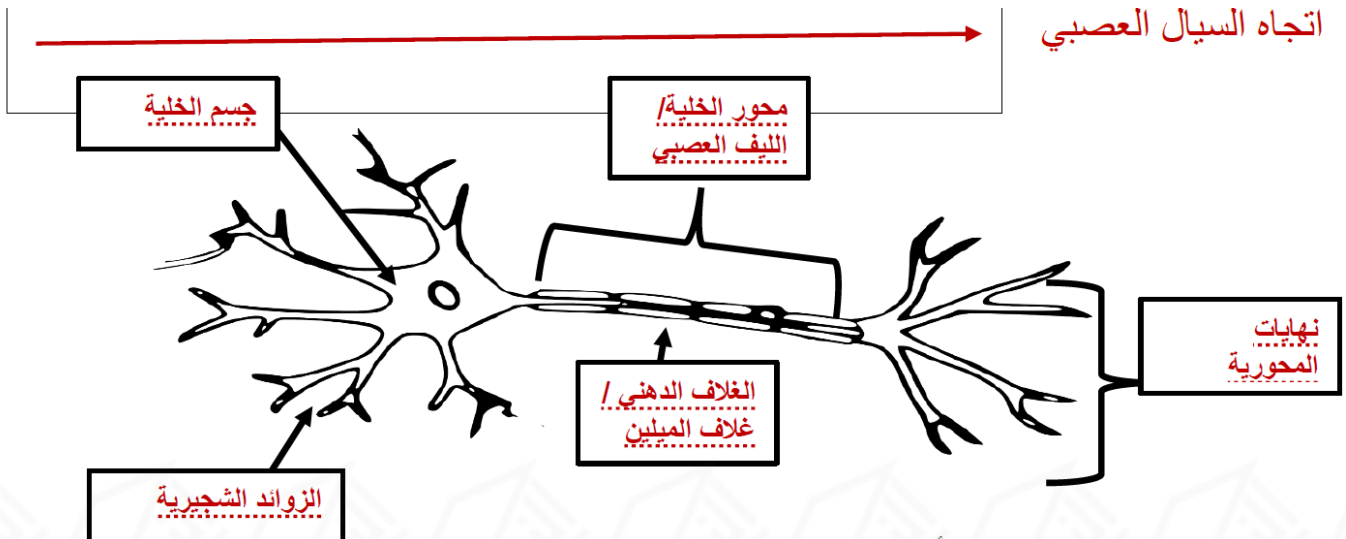 اتجاه السيال العصبي
جسم الخلية
محور الخلية/
الليف العصبي
نهايات
المحورية
الغلاف الدهني /
غلاف الميلين
الزوائد الشجيرية